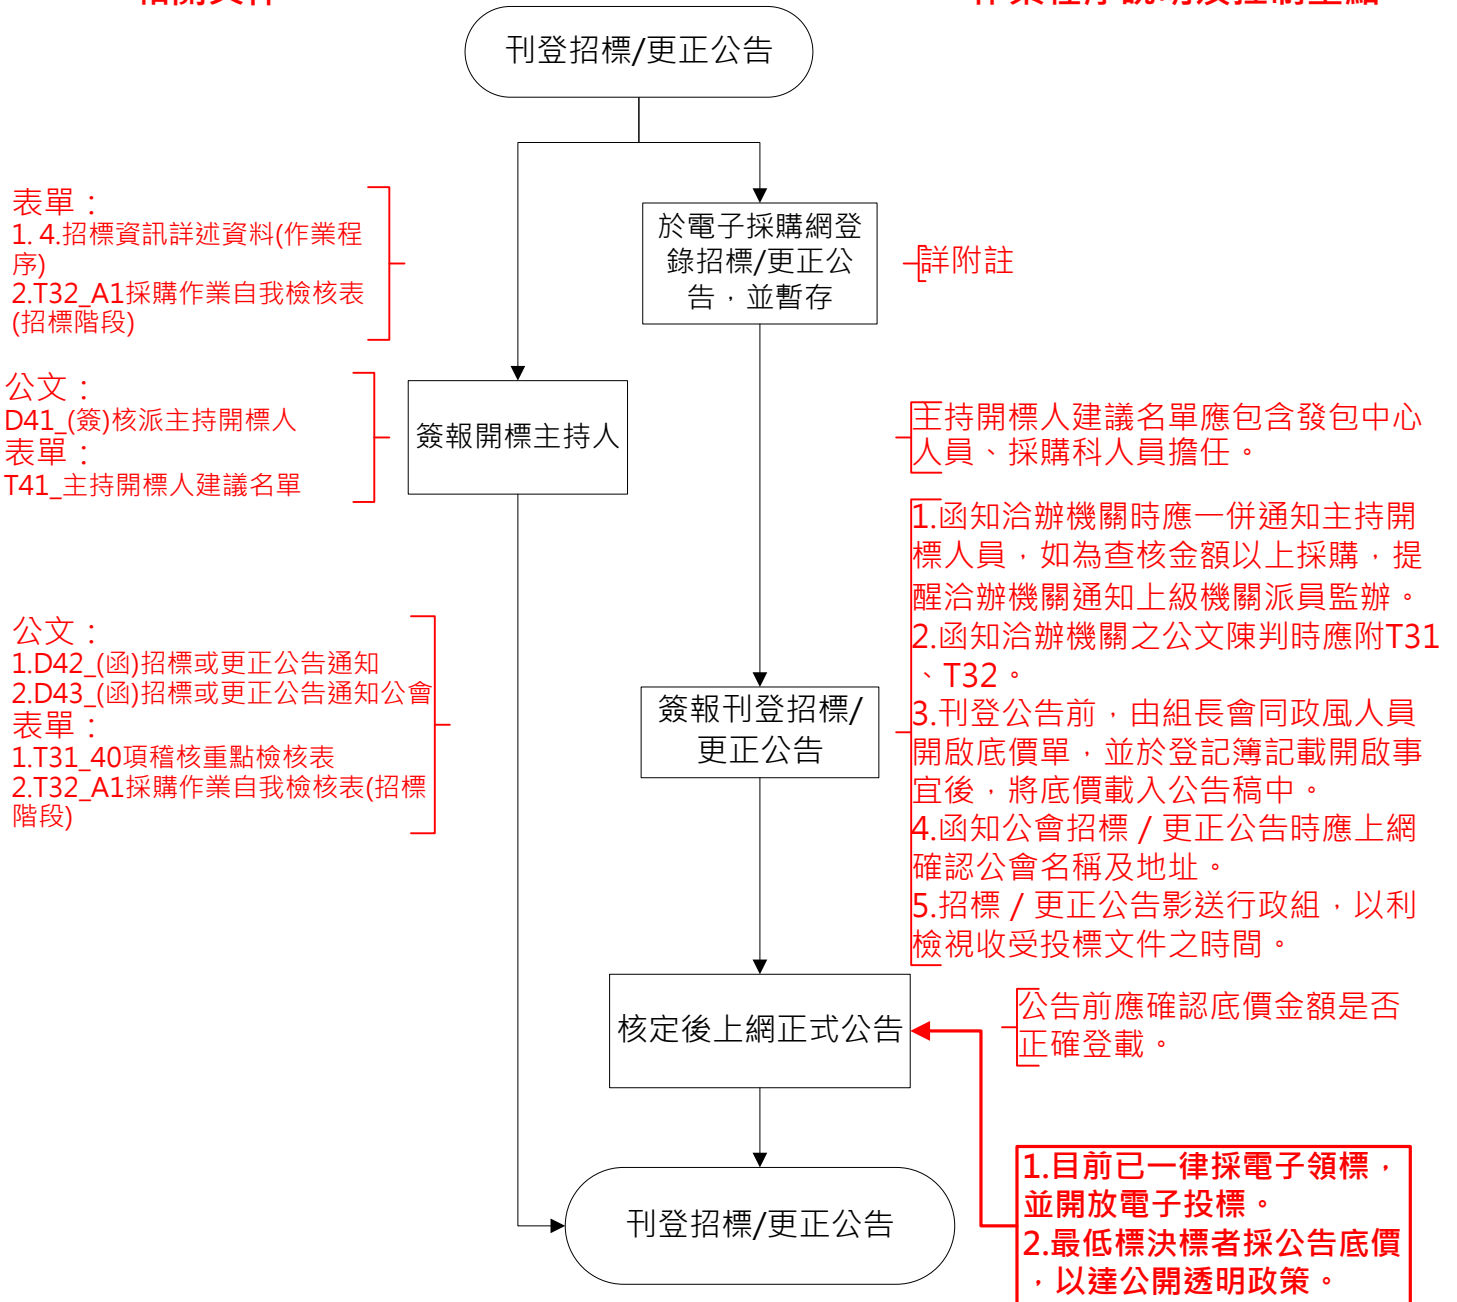 相關文件
作業程序說明及控制重點
刊登招標/更正公告
表單：
1. 4.招標資訊詳述資料(作業程
序)
2.T32_A1採購作業自我檢核表
(招標階段)
於電子採購網登
錄招標/更正公
告，並暫存
詳附註
公文：
D41_(簽)核派主持開標人
表單：
T41_主持開標人建議名單
簽報開標主持人
主持開標人建議名單應包含發包中心
人員、採購科人員擔任。
公文：
1.D42_(函)招標或更正公告通知
2.D43_(函)招標或更正公告通知公會
表單：
1.T31_40項稽核重點檢核表
2.T32_A1採購作業自我檢核表(招標
階段)
簽報刊登招標/
更正公告
1.函知洽辦機關時應一併通知主持開
標人員，如為查核金額以上採購，提
醒洽辦機關通知上級機關派員監辦。
2.函知洽辦機關之公文陳判時應附T31
、T32。
3.刊登公告前，由組長會同政風人員
開啟底價單，並於登記簿記載開啟事
宜後，將底價載入公告稿中。
4.函知公會招標／更正公告時應上網
確認公會名稱及地址。
5.招標／更正公告影送行政組，以利
檢視收受投標文件之時間。
核定後上網正式公告
公告前應確認底價金額是否
正確登載。
1.目前已一律採電子領標，
並開放電子投標。
2.最低標決標者採公告底價
，以達公開透明政策。
刊登招標/更正公告